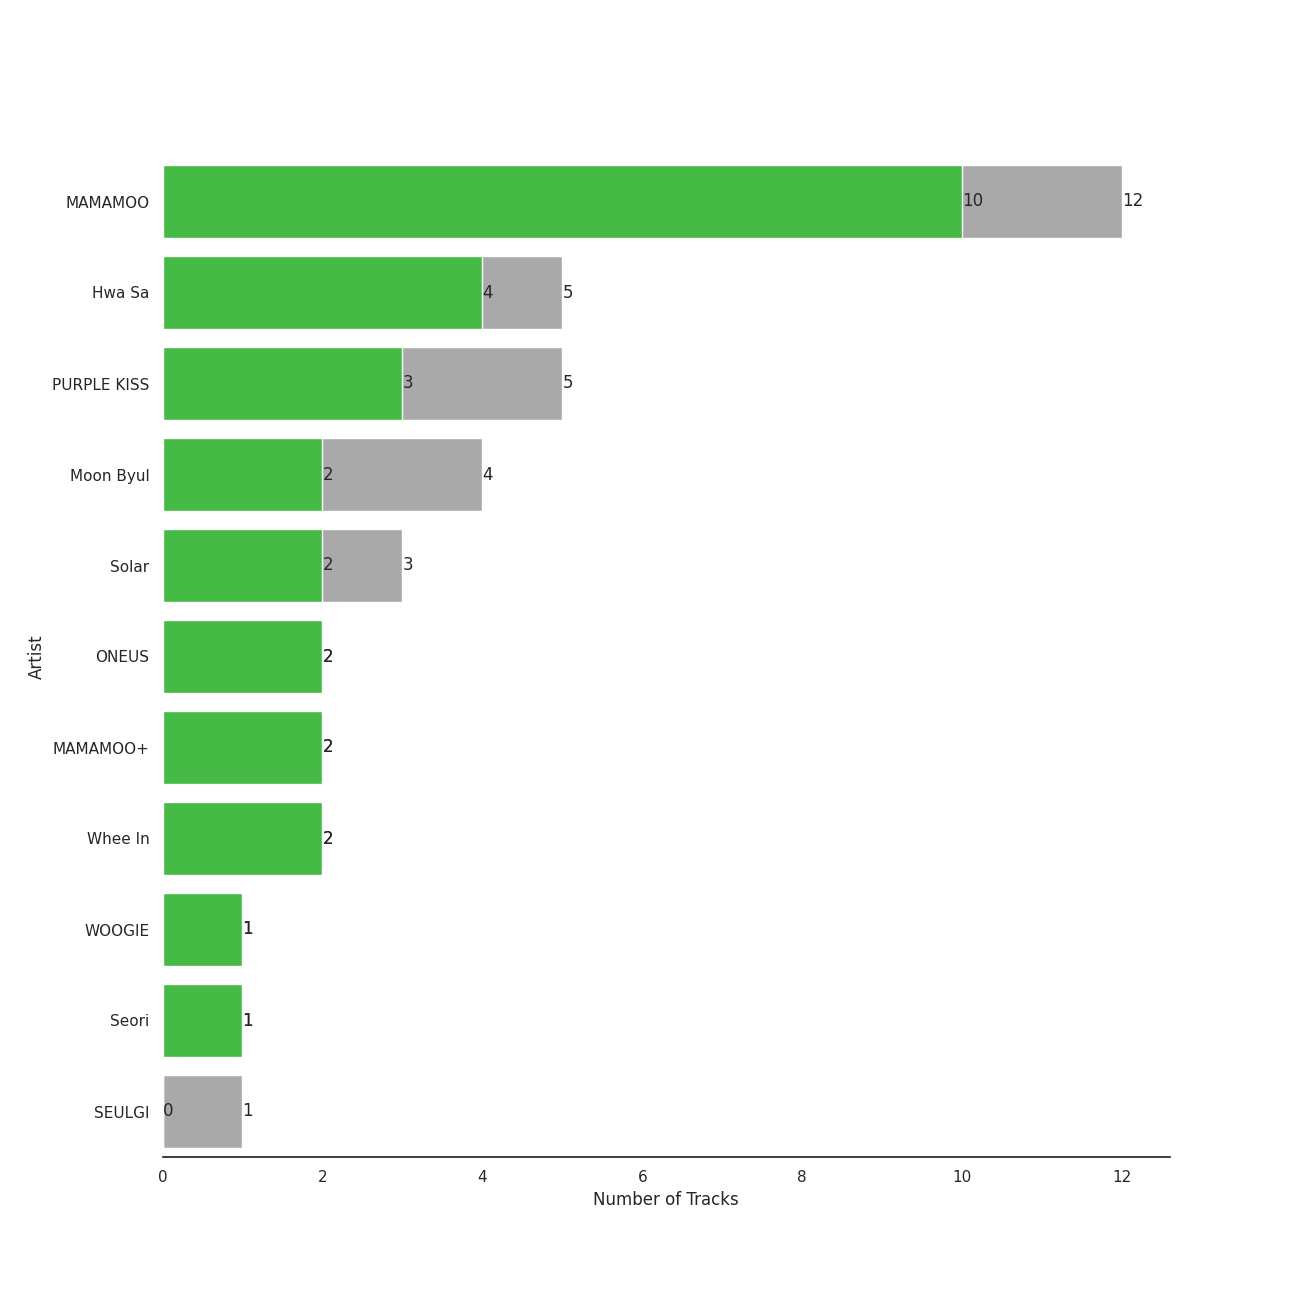 MAMAMOO 10 12
Hwa Sa 4 5
PURPLE KISS 3 5
Moon Byul 2 4
Solar 2 3
ONEUS 2
MAMAMOO+ 2
Whee In 2
WOOGIE 1
Seori 1
SEULGI 0 1
Artist
0 2 4 6 8 10 12
Number of Tracks